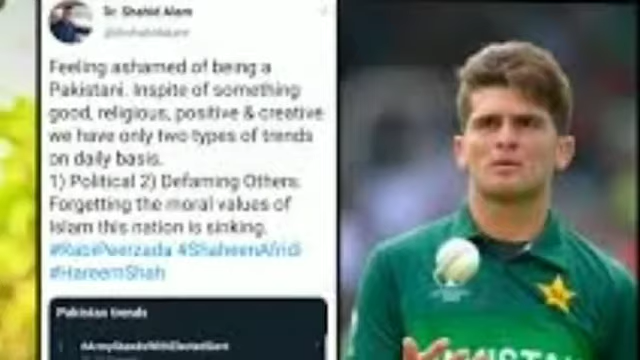 Dr. Shahid Alam
Feeling ashamed of being a
Pakistani. Inspite of something
good, religious, positive & creative
we have only two types of trends
on daily basis.
1) Political 2) Defaming Others.
Forgetting the moral values of
Islam this nation is sinking.
#RabiPeerzada #ShaheenAfridi
#HareemShah
Pakistan trends